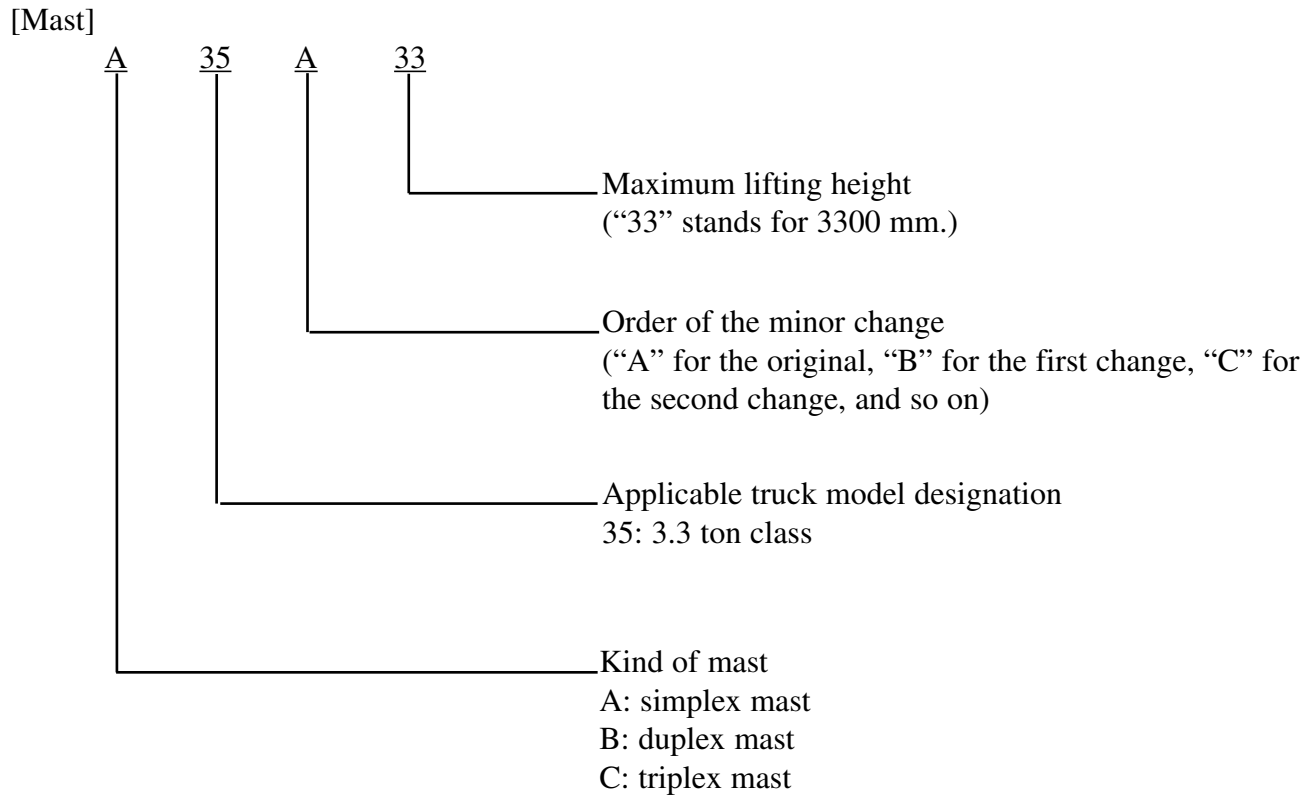 [Mast]
A 35 A 33
Maximum lifting height
(“33” stands for 3300 mm.)
Order of the minor change
(“A” for the original, “B” for the first change, “C” for
the second change, and so on)
Applicable truck model designation
35: 3.3 ton class
Kind of mast
A: simplex mast
B: duplex mast
C: triplex mast